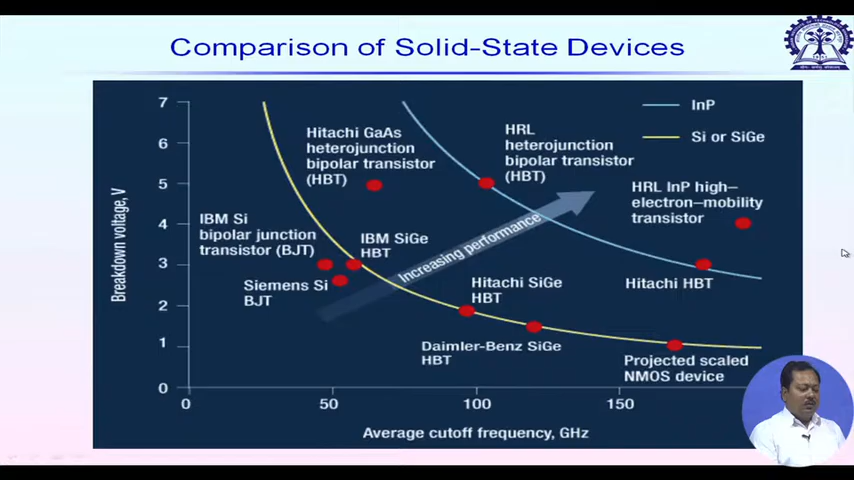 Comparison of Solid-State Devices
7
6
5
4
3
2
1
0
Breakdown voltage, V
InP
Si or SiGe
Hitachi GaAs
heterojunction
bipolar transistor
(HBT)
HRL
heterojunction
bipolar transistor
(HBT)
HRL InP high–
electron–mobility
transistor
IBM Si
bipolar junction
transistor (BJT)
IBM SiGe
HBT
Increasing performance
Siemens Si
BJT
Hitachi SiGe
HBT
Hitachi HBT
Daimler-Benz SiGe
HBT
Projected scaled
NMOS device
0
50
100
150
Average cutoff frequency, GHz